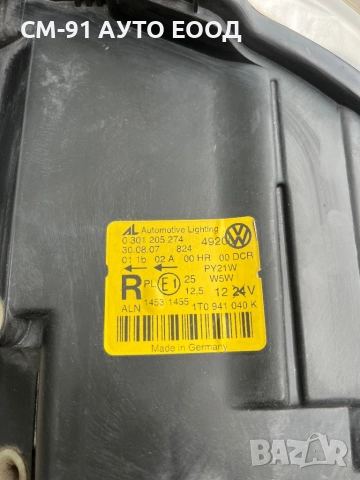 СМ-91 АУТО ЕООД
AL Automotive Lighting
0 301 205 274 4920
30.08.07 824
01 1b 02 A 00 HR 00 DCR
PY21W
R PL E1 25 W5W
12,5 12 24V
ALN 1453 1455 1T0 941 040 K
Made in Germany
BAZAR